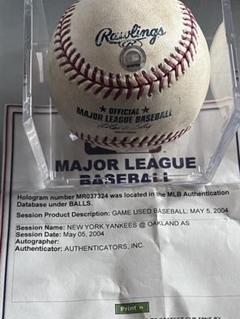 Rawlings
OFFICIAL
MAJOR LEAGUE BASEBALL
MAJOR LEAGUE
BASEBALL
Hologram number MR037324 was located in the MLB Authentication
Database under BALLS.
Session Product Description: GAME USED BASEBALL: MAY 5, 2004
Session Name: NEW YORK YANKEES @ OAKLAND AS
Session Date: May 05, 2004
Autographer:
Authenticator: AUTHENTICATORS, INC.
Print